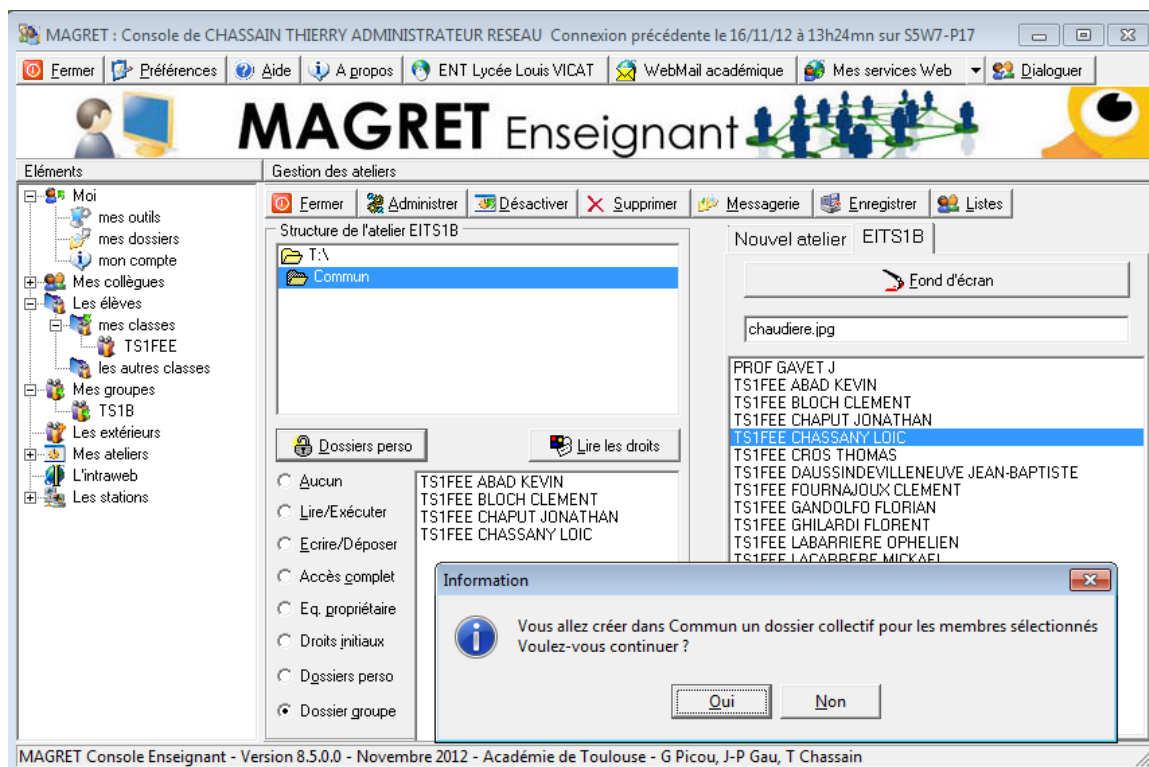 MAGRET : Console de CHASSAIN THIERRY ADMINISTRATEUR RESEAU Connexion précédente le 16/11/12 à 13h24mn sur S5W7-P17
Fermer Préférences Aide A propos ENT Lycée Louis VICAT WebMail académique Mes services Web Dialoguer
MAGRET Enseignant
Eléments
Moi
mes outils
mes dossiers
mon compte
Mes collègues
Les élèves
mes classes
TS1FEE
les autres classes
Mes groupes
TS1B
Les extérieurs
Mes ateliers
L'intraweb
Les stations
Gestion des ateliers
Fermer Administrer Désactiver Supprimer Messagerie Enregistrer Listes
Structure de l'atelier EITS1B
T:\
Commun
Dossiers perso Lire les droits
Aucun
Lire/Exécuter
Ecrire/Déposer
Accès complet
Eq. propriétaire
Droits initiaux
Dossiers perso
Dossier groupe
TS1FEE ABAD KEVIN
TS1FEE BLOCH CLEMENT
TS1FEE CHAPUT JONATHAN
TS1FEE CHASSANY LOIC
Nouvel atelier EITS1B
Fond d'écran
chaudiere.jpg
PROF GAVET J
TS1FEE ABAD KEVIN
TS1FEE BLOCH CLEMENT
TS1FEE CHAPUT JONATHAN
TS1FEE CHASSANY LOIC
TS1FEE CROS THOMAS
TS1FEE DAUSSINDEVILLENEUVE JEAN-BAPTISTE
TS1FEE FOURNAJOUX CLEMENT
TS1FEE GANDOLFO FLORIAN
TS1FEE GHILARDI FLORENT
TS1FEE LABARRIERE OPHELIEN
TS1FEE LACARRERE MICKAEL
Information
Vous allez créer dans Commun un dossier collectif pour les membres sélectionnés
Voulez-vous continuer ?
Oui Non
MAGRET Console Enseignant - Version 8.5.0.0 - Novembre 2012 - Académie de Toulouse - G Picou, J-P Gau, T Chassain